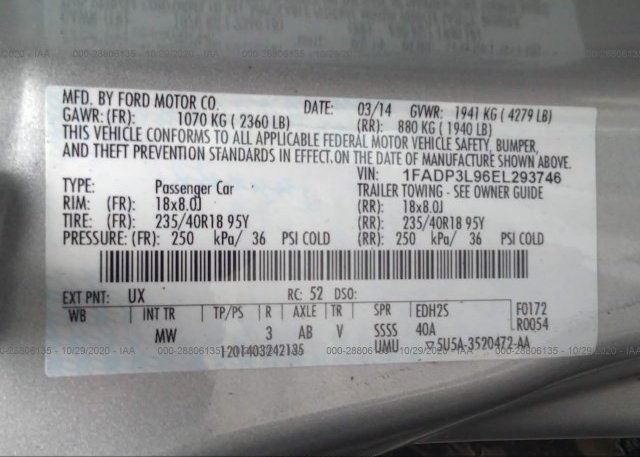 000-28806135 - 10/29/2020 - IAA
MFD. BY FORD MOTOR CO. DATE: 03/14 GVWR: 1941 KG ( 4279 LB)
GAWR: (FR): 1070 KG ( 2360 LB) (RR): 880 KG ( 1940 LB)
THIS VEHICLE CONFORMS TO ALL APPLICABLE FEDERAL MOTOR VEHICLE SAFETY, BUMPER,
AND THEFT PREVENTION STANDARDS IN EFFECT ON THE DATE OF MANUFACTURE SHOWN ABOVE.
VIN: 1FADP3L96EL293746
TYPE: Passenger Car TRAILER TOWING - SEE OWNER GUIDE
RIM: (FR): 18x8.0J (RR): 18x8.0J
TIRE: (FR): 235/40R18 95Y (RR): 235/40R18 95Y
PRESSURE: (FR): 250 kPa/ 36 PSI COLD (RR): 250 kPa/ 36 PSI COLD
EXT PNT: UX RC: 52 DSO:
WB INT TR TP/PS R AXLE TR SPR EDH2S F0172
MW 3 AB V SSSS 40A R0054
1201403242135 UMU ▽5U5A-3520472-AA
000-28806135 - 10/29/2020 - IAA